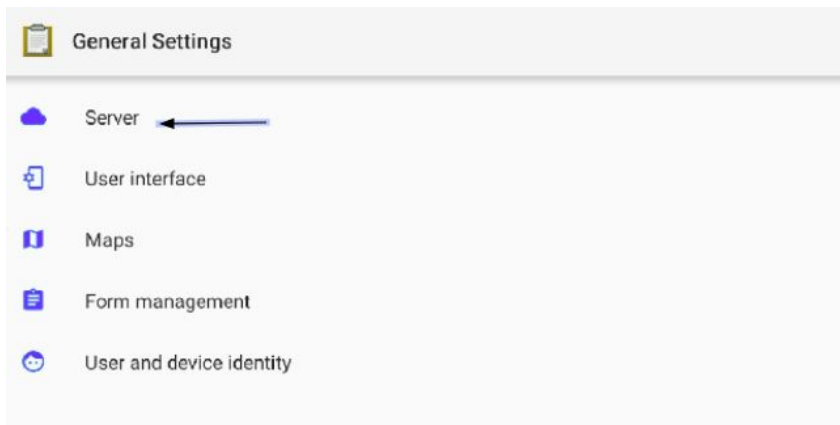 General Settings
Server
User interface
Maps
Form management
User and device identity